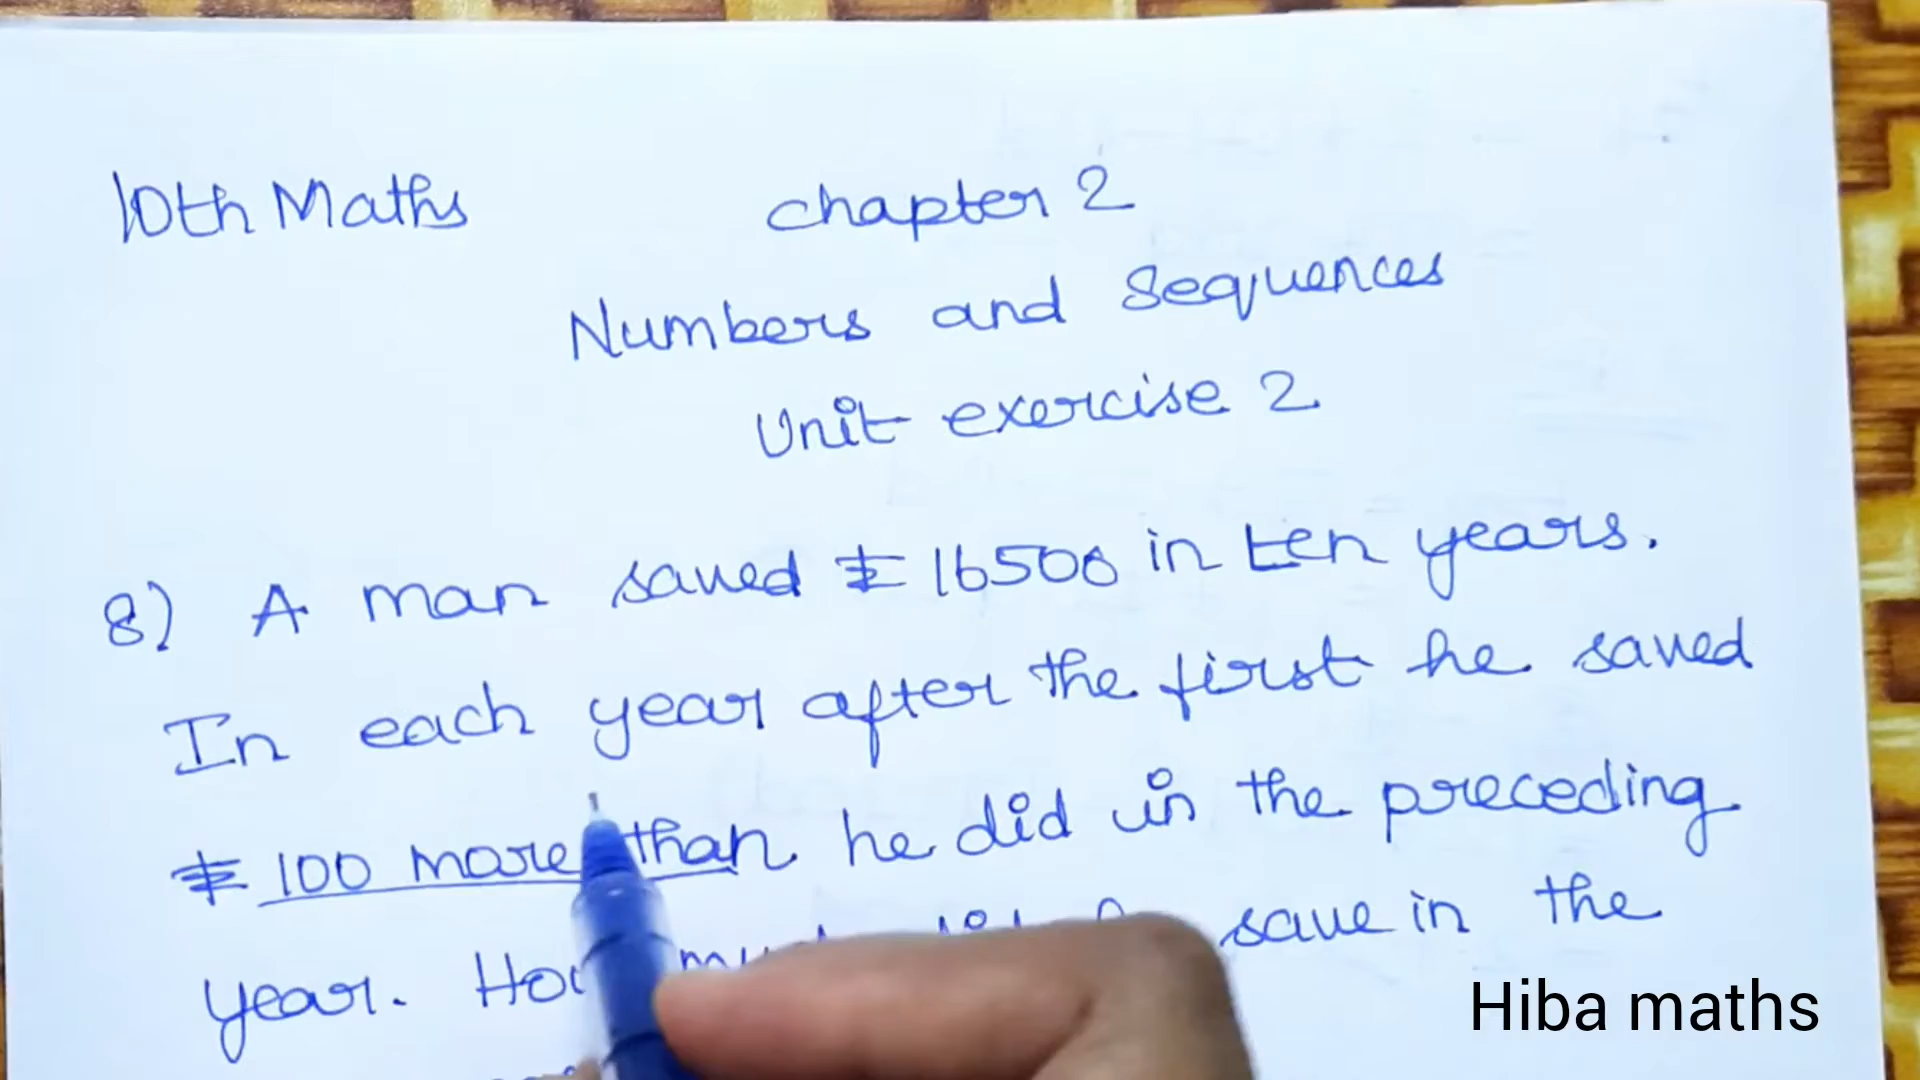 10th Maths chapter 2
Numbers and Sequences
Unit exercise 2
8) A man saved ₹ 16500 in ten years.
In each year after the first he saved
₹ 100 more than he did in the preceding
year. save in the
Hiba maths